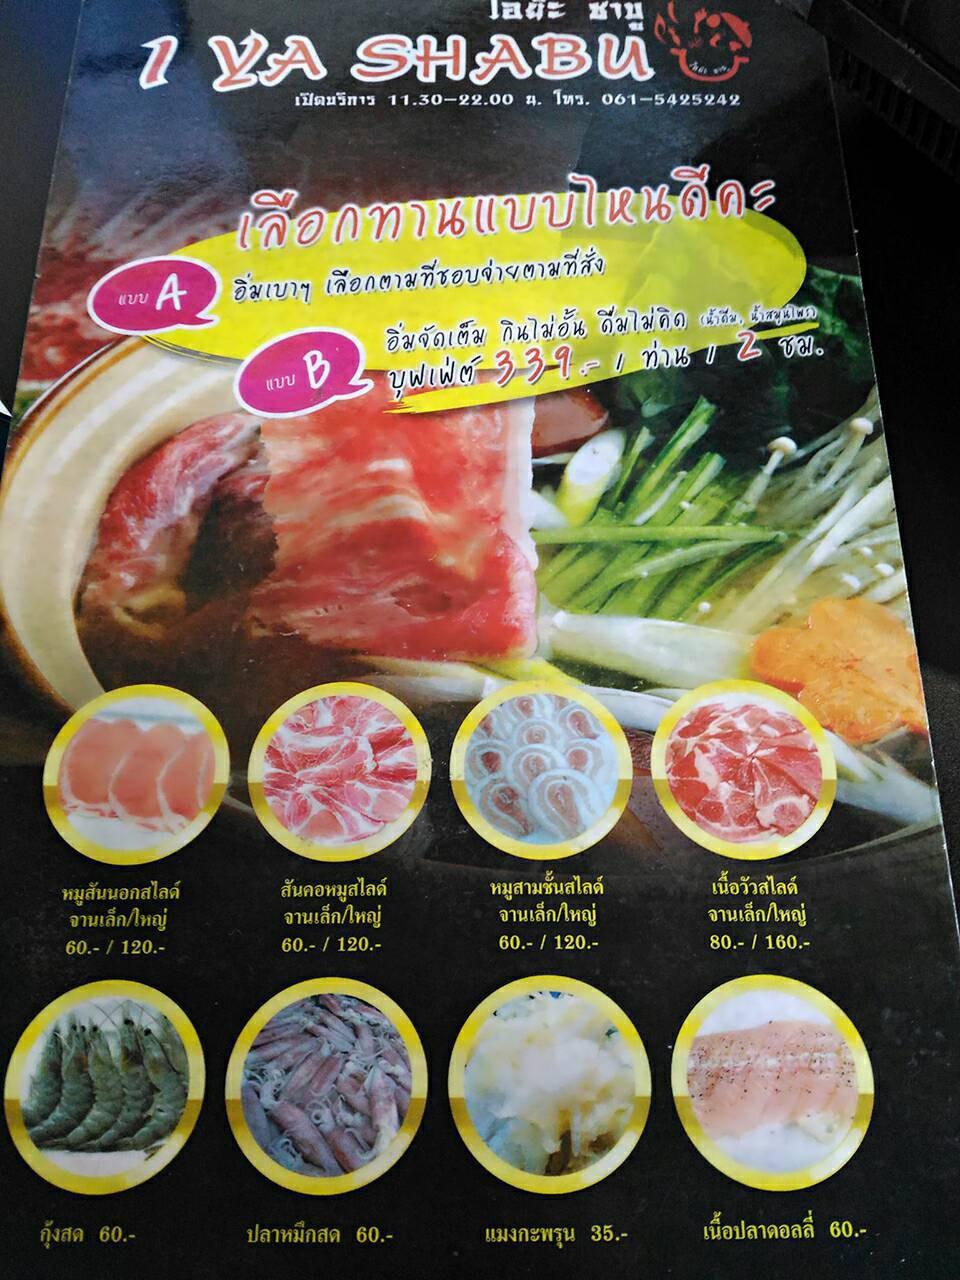 ไอย๊ะ ชาบู
I YA SHABU
เปิดบริการ 11.30-22.00 น. โทร. 061-5425242
เลือกทานแบบไหนดีคะ
แบบ A
อิ่มเบาๆ เลือกตามที่ชอบจ่ายตามที่สั่ง
แบบ B
อิ่มจัดเต็ม กินไม่อั้น ดื่มไม่คิด (น้ำดื่ม, น้ำสมุนไพร)
บุฟเฟ่ต์ 339.- / ท่าน / 2 ชม.
หมูสันนอกสไลด์
จานเล็ก/ใหญ่
60.- / 120.-
สันคอหมูสไลด์
จานเล็ก/ใหญ่
60.- / 120.-
หมูสามชั้นสไลด์
จานเล็ก/ใหญ่
60.- / 120.-
เนื้อวัวสไลด์
จานเล็ก/ใหญ่
80.- / 160.-
กุ้งสด 60.-
ปลาหมึกสด 60.-
แมงกะพรุน 35.-
เนื้อปลาดอลลี่ 60.-